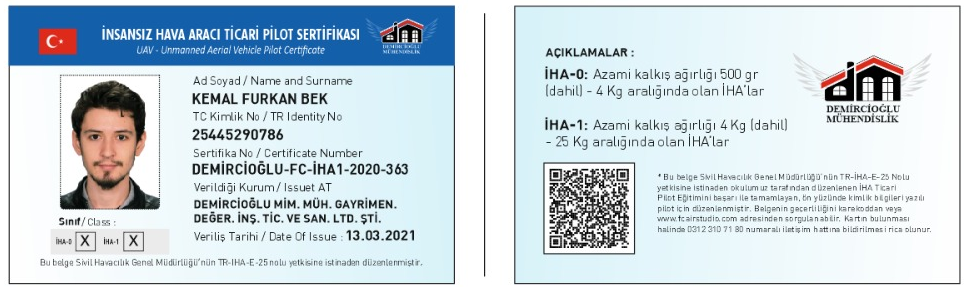 İNSANSIZ HAVA ARACI TİCARİ PİLOT SERTİFİKASI
UAV - Unmanned Aerial Vehicle Pilot Certificate
DEMİRCİOĞLU
MÜHENDİSLİK
Ad Soyad / Name and Surname
KEMAL FURKAN BEK
TC Kimlik No / TR Identity No
25445290786
Sertifika No / Certificate Number
DEMİRCİOĞLU-FC-İHA1-2020-363
Verildiği Kurum / Issuet AT
DEMİRCİOĞLU MİM. MÜH. GAYRİMEN.
DEĞER. İNŞ. TİC. VE SAN. LTD. ŞTİ.
Veriliş Tarihi / Date Of Issue : 13.03.2021
Sınıf/ Class :
İHA-0 X İHA-1 X
Bu belge Sivil Havacılık Genel Müdürlüğü'nün TR-IHA-E-25 nolu yetkisine istinaden düzenlenmiştir.
AÇIKLAMALAR :
İHA-0: Azami kalkış ağırlığı 500 gr
(dahil) - 4 Kg aralığında olan İHA'lar
İHA-1: Azami kalkış ağırlığı 4 Kg (dahil)
- 25 Kg aralığında olan İHA'lar
DEMİRCİOĞLU
MÜHENDİSLİK
* Bu belge Sivil Havacılık Genel Müdürlüğü'nün TR-İHA-E-25 Nolu
yetkisine istinaden okulumuz tarafından düzenlenen İHA Ticari
Pilot Eğitimini başarı ile tamamlayan, ön yüzünde kimlik bilgileri yazılı
pilot için düzenlenmiştir. Belgenin geçerliliğini karekoddan veya
www.fcairstudio.com adresinden sorgulanabilir. Kartın bulunması
halinde 0312 310 71 80 numaralı iletişim hattına bildirilmesi rica olunur.